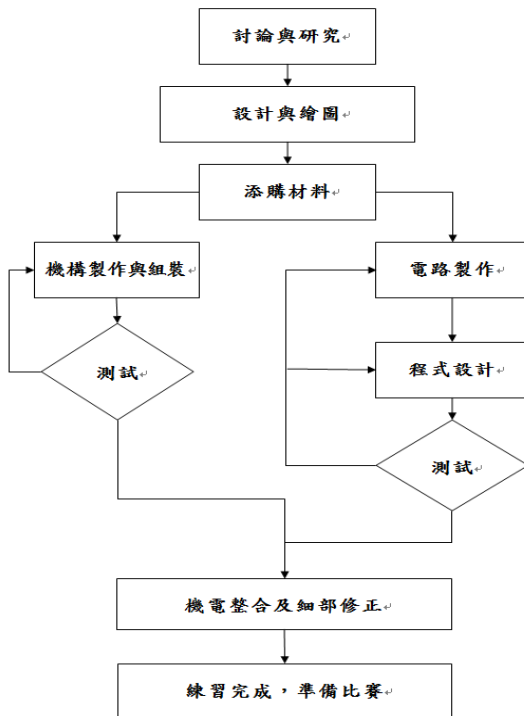 討論與研究
設計與繪圖
添購材料
機構製作與組裝
電路製作
測試
程式設計
測試
機電整合及細部修正
練習完成，準備比賽